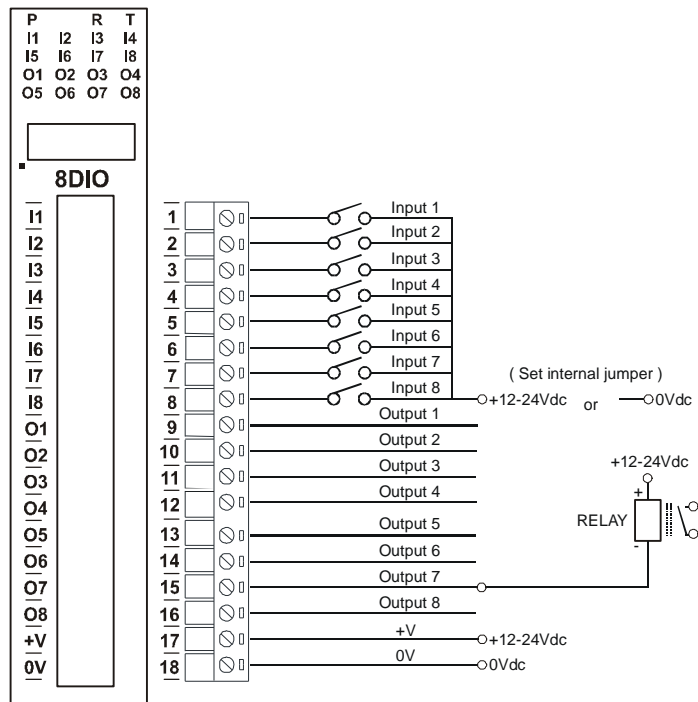 P R T
I1 I2 I3 I4
I5 I6 I7 I8
O1 O2 O3 O4
O5 O6 O7 O8
8DIO
I1 1 Input 1
I2 2 Input 2
I3 3 Input 3
I4 4 Input 4
I5 5 Input 5
I6 6 Input 6
I7 7 Input 7
( Set internal jumper )
I8 8 Input 8 +12-24Vdc or 0Vdc
O1 9 Output 1
O2 10 Output 2
O3 11 Output 3
+12-24Vdc
O4 12 Output 4
+
RELAY
-
O5 13 Output 5
O6 14 Output 6
O7 15 Output 7
O8 16 Output 8
+V 17 +V +12-24Vdc
0V 18 0V 0Vdc